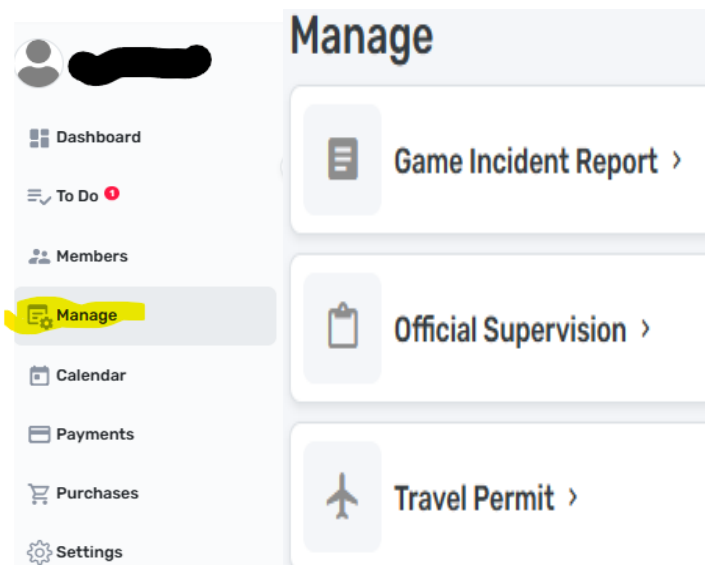 Dashboard
To Do 1
Members
Manage
Calendar
Payments
Purchases
Settings
Manage
Game Incident Report
Official Supervision
Travel Permit